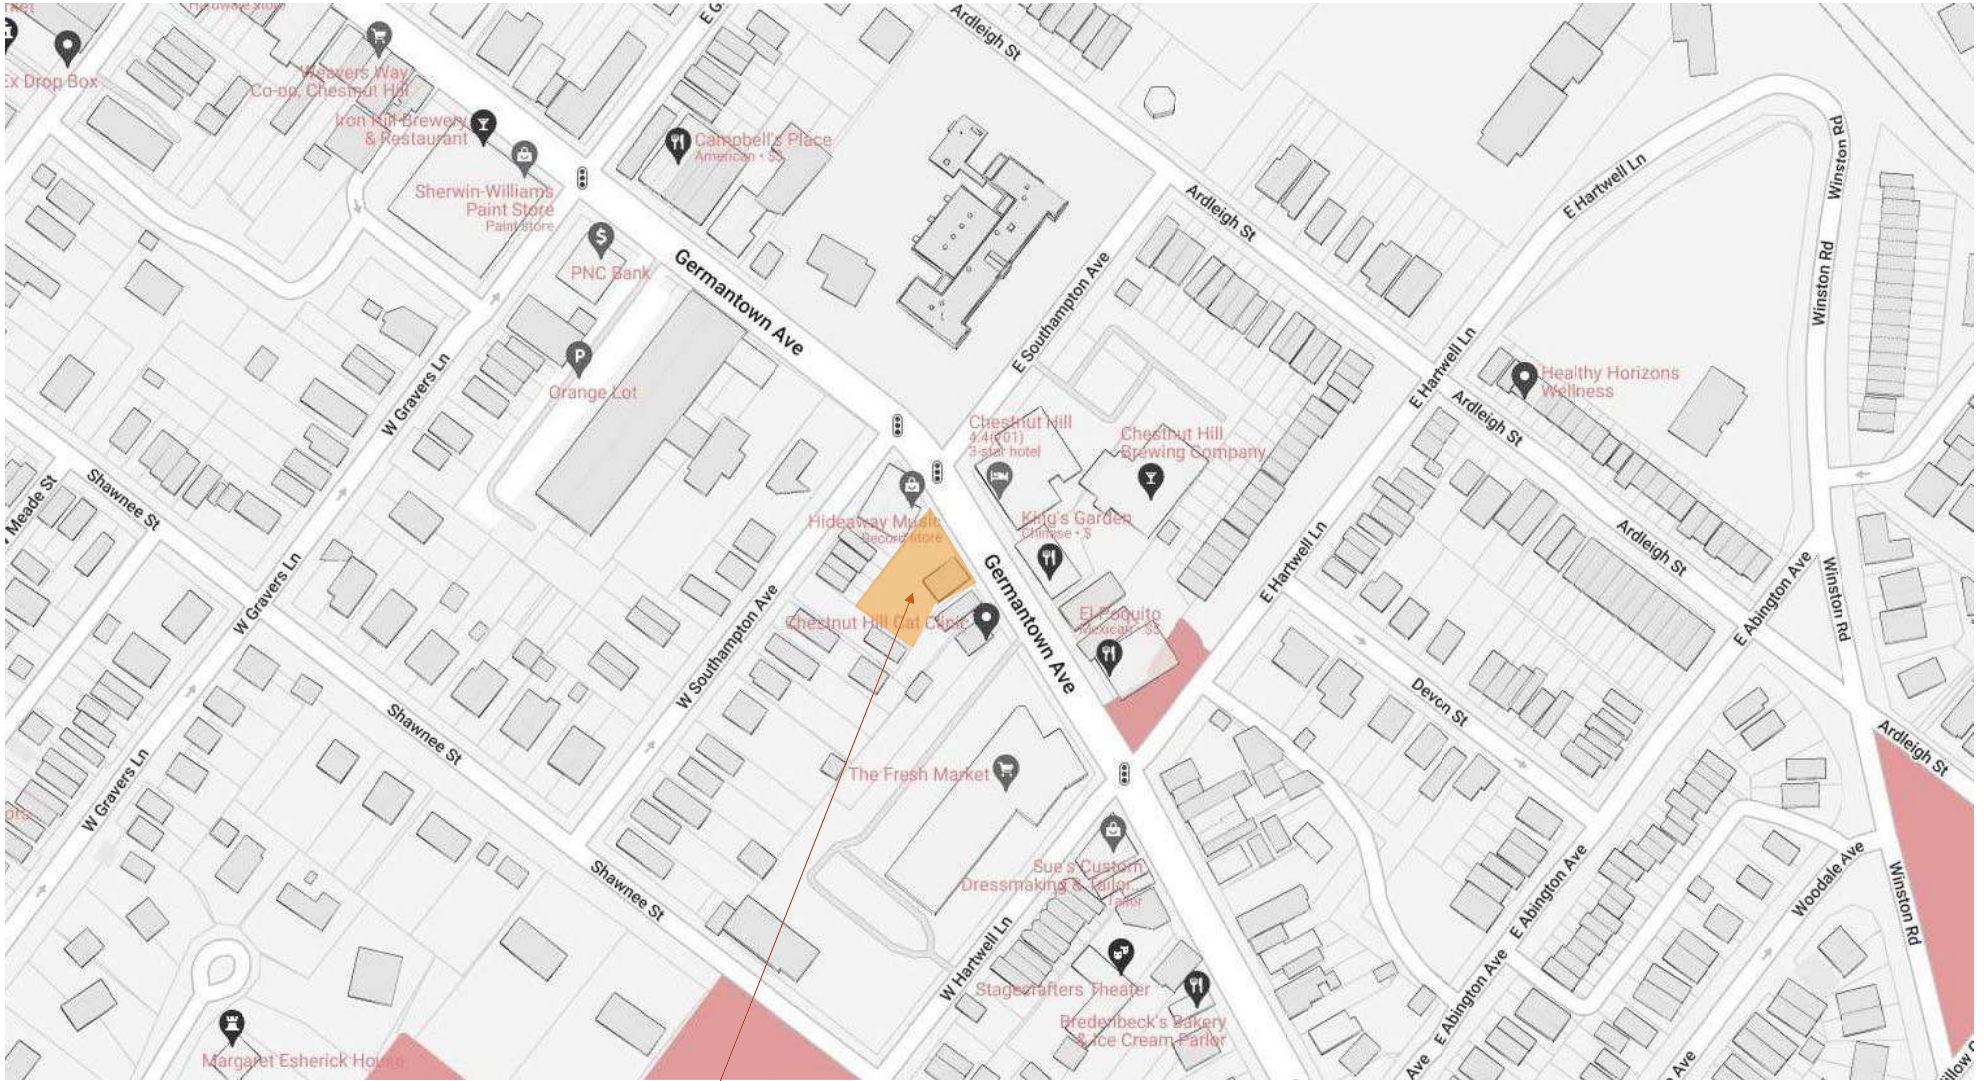 Hardware store
Ardleigh St
Ex Drop Box
Weavers Way
Co-op, Chestnut Hill
Iron Hill Brewery
& Restaurant
Campbell's Place
American • $$
Sherwin-Williams
Paint Store
Paint store
PNC Bank
Germantown Ave
Ardleigh St
E Hartwell Ln
Winston Rd
Winston Rd
E Southampton Ave
Orange Lot
W Gravers Ln
E Hartwell Ln
Healthy Horizons
Wellness
Ardleigh St
Chestnut Hill
4.4(701)
3-star hotel
Chestnut Hill
Brewing Company
Meade St
Shawnee St
Hideaway Music
Record store
King's Garden
Chinese • $
Germantown Ave
E Hartwell Ln
Ardleigh St
E Abington Ave
Winston Rd
W Gravers Ln
W Southampton Ave
Chestnut Hill Cat Clinic
El Poquito
Mexican • $$
Devon St
Shawnee St
Ardleigh St
W Gravers Ln
The Fresh Market
Sue's Custom
Dressmaking & Tailor...
Tailor
Shawnee St
E Abington Ave
Woodale Ave
Winston Rd
W Hartwell Ln
Stagecrafters Theater
E Abington Ave
Bredenbeck's Bakery
& Ice Cream Parlor
Margaret Esherick House
Ave
Ave